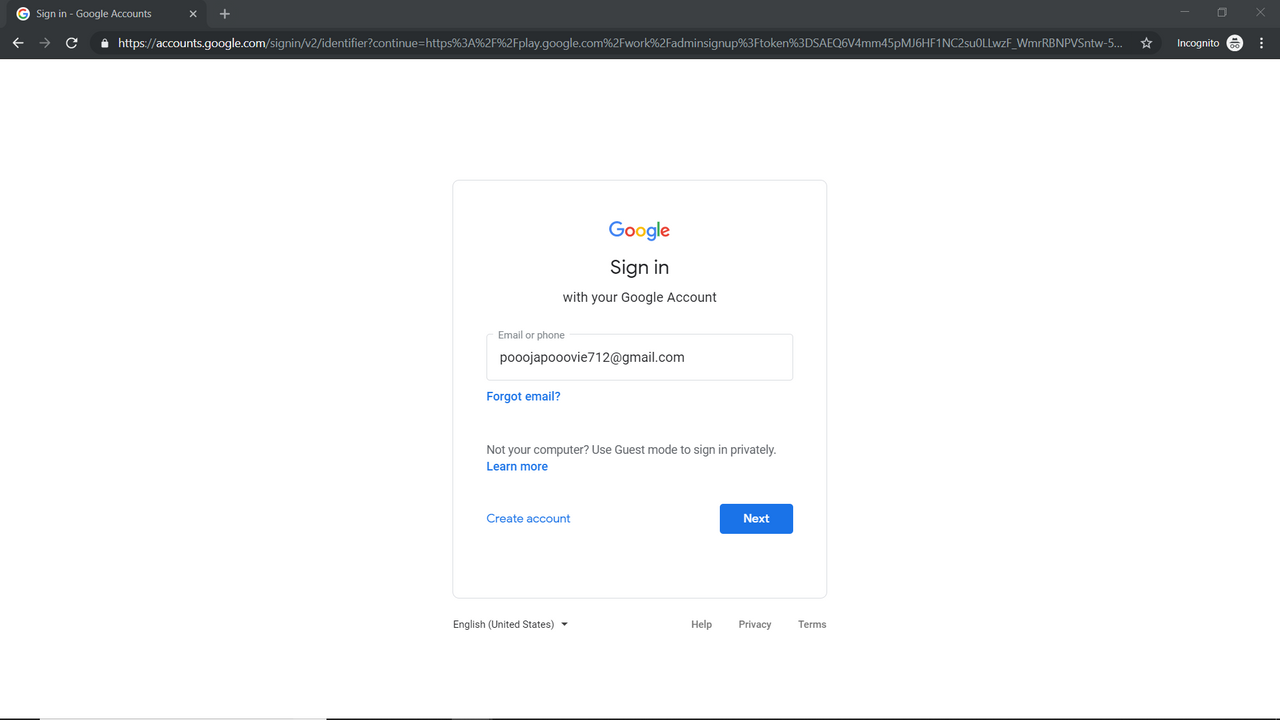 Sign in - Google Accounts
https://accounts.google.com/signin/v2/identifier?continue=https%3A%2F%2Fplay.google.com%2Fwork%2Fadminsignup%3Ftoken%3DSAEQ6V4mm45pMJ6HF1NC2su0LLwzF_WmrRBNPVSntw-5...
Incognito
Google
Sign in
with your Google Account
Email or phone
pooojapooovie712@gmail.com
Forgot email?
Not your computer? Use Guest mode to sign in privately.
Learn more
Create account
Next
English (United States)
Help
Privacy
Terms